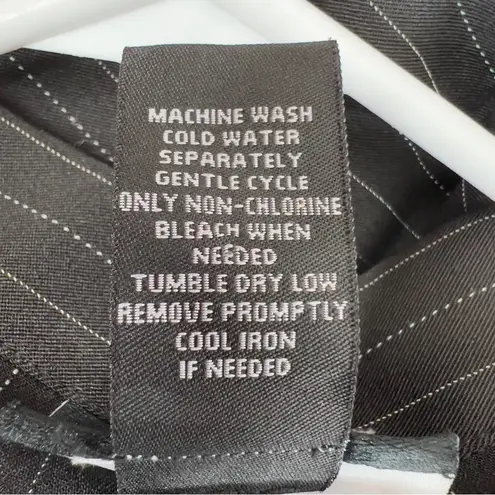 MACHINE WASH
COLD WATER
SEPARATELY
GENTLE CYCLE
ONLY NON-CHLORINE
BLEACH WHEN
NEEDED
TUMBLE DRY LOW
REMOVE PROMPTLY
COOL IRON
IF NEEDED